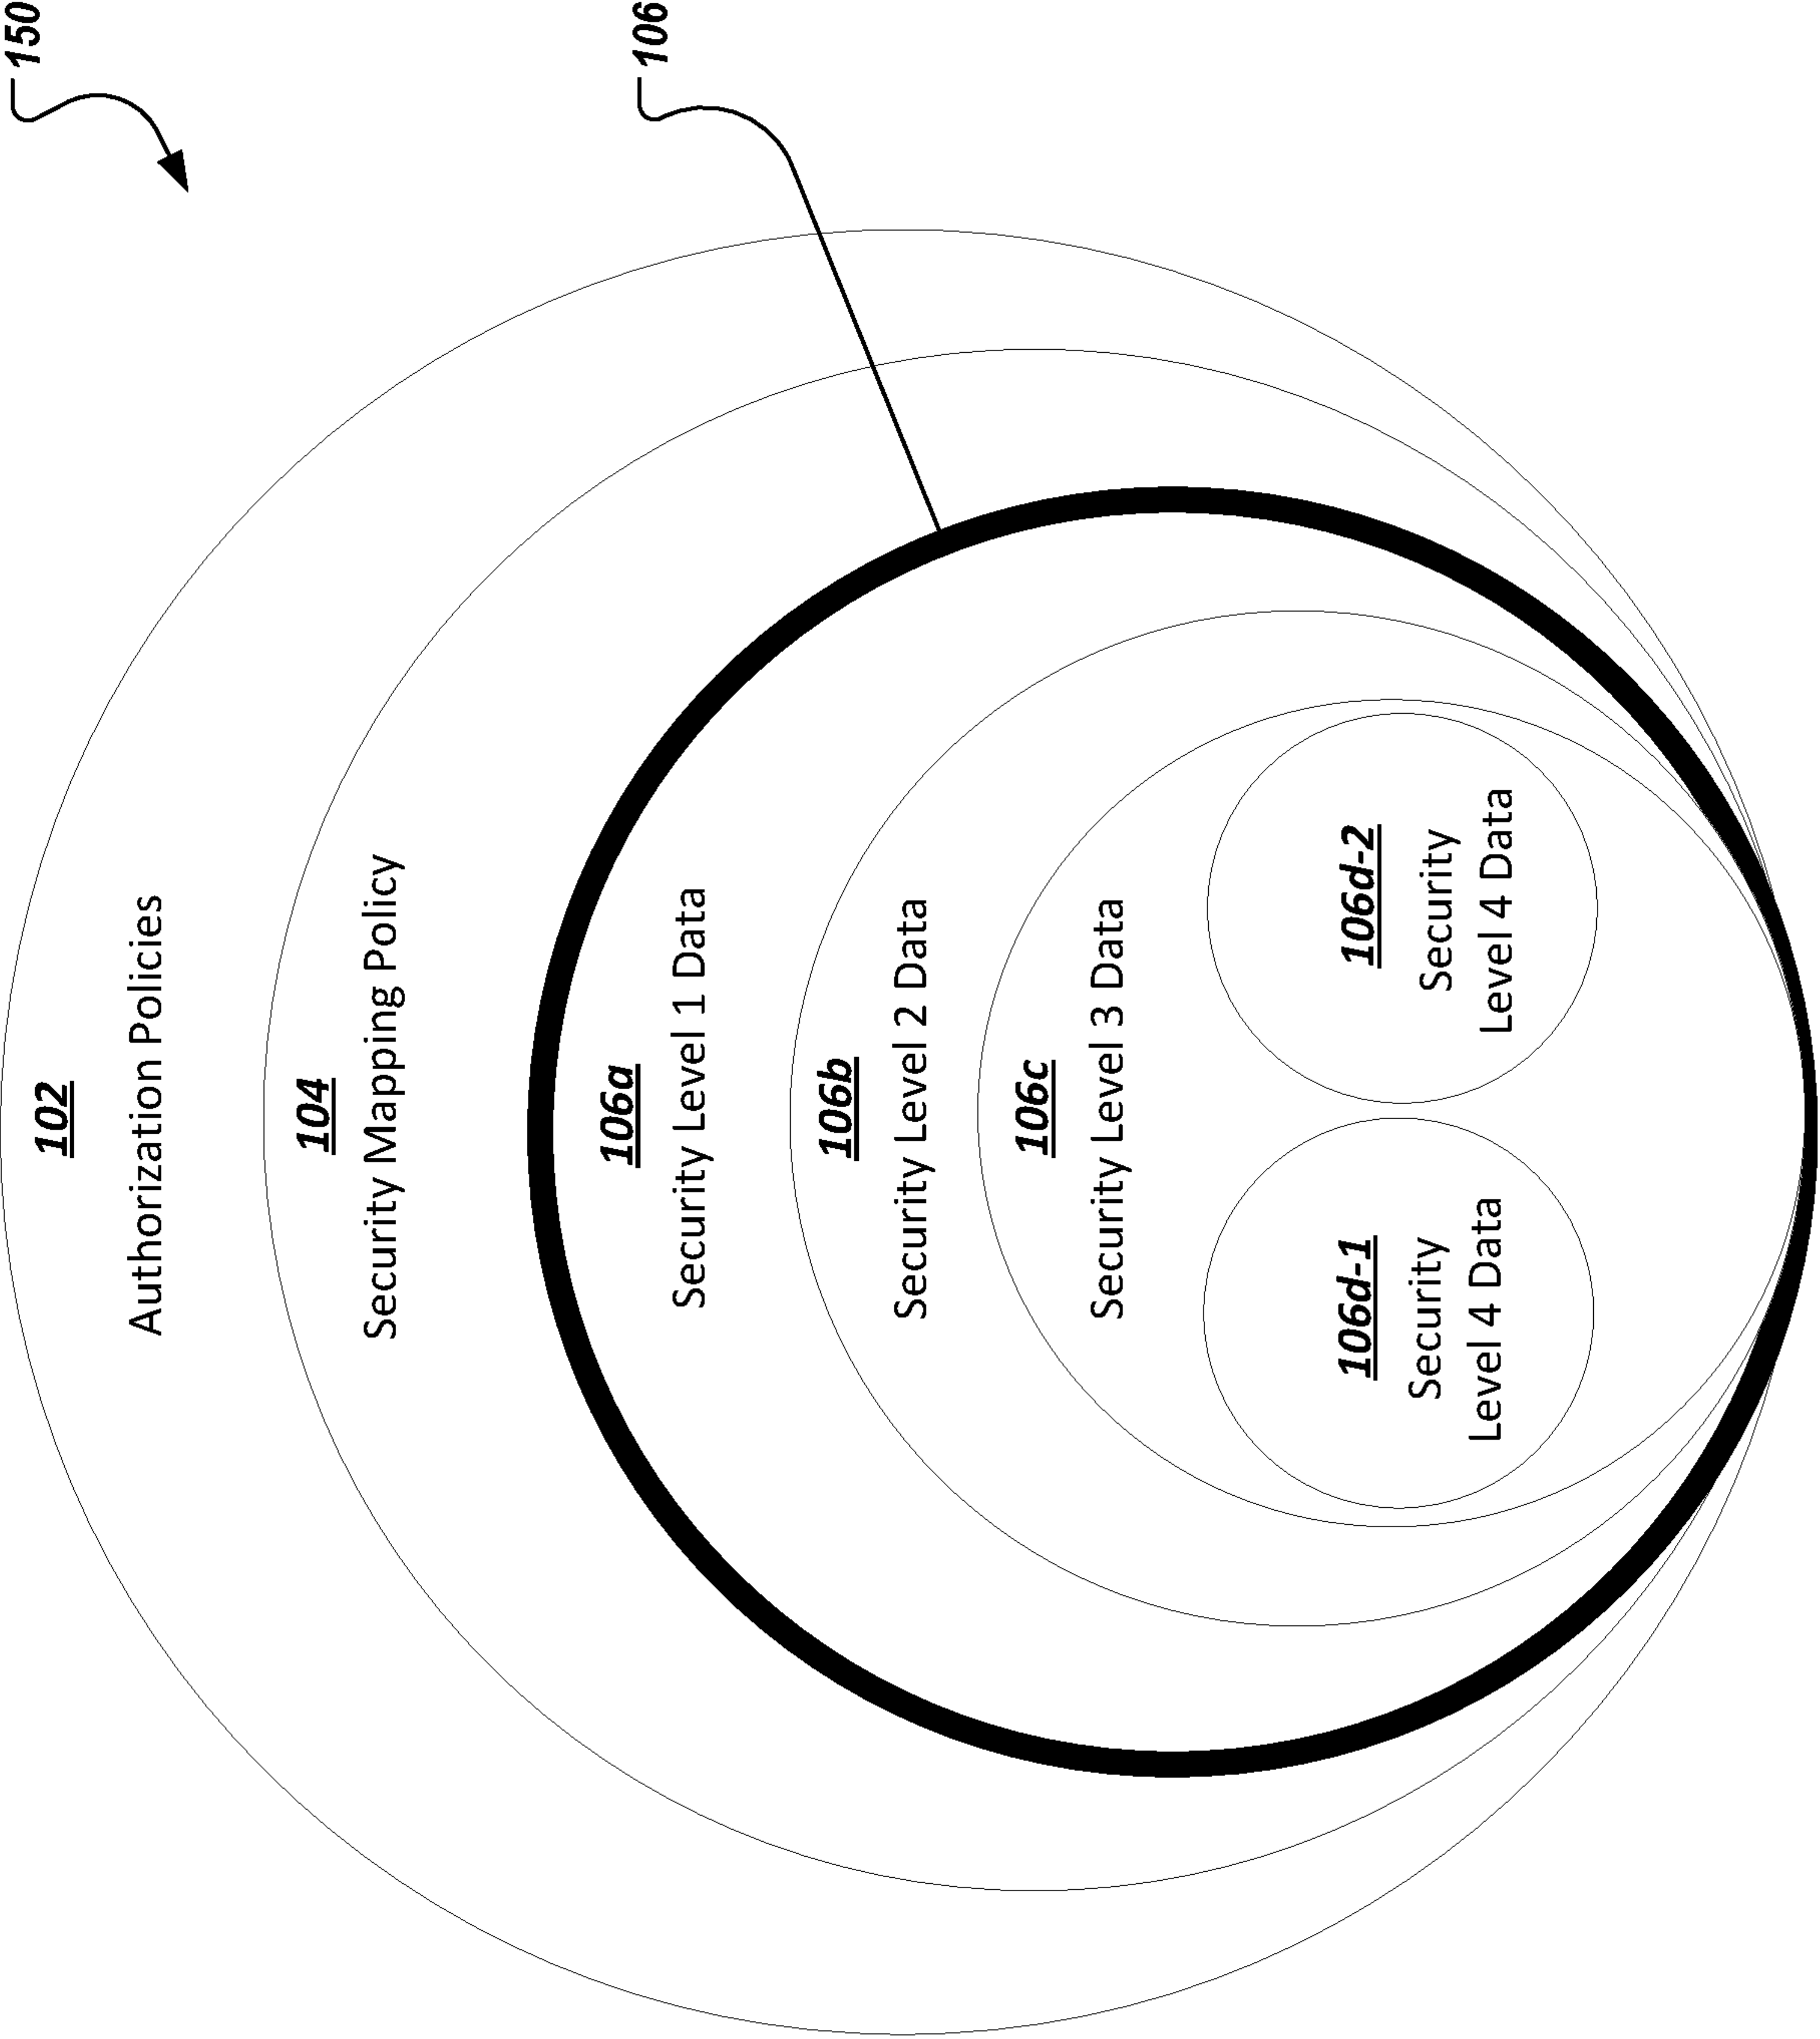 150
102
Authorization Policies
104
Security Mapping Policy
106
106a
Security Level 1 Data
106b
Security Level 2 Data
106c
Security Level 3 Data
106d-1
Security
Level 4 Data
106d-2
Security
Level 4 Data